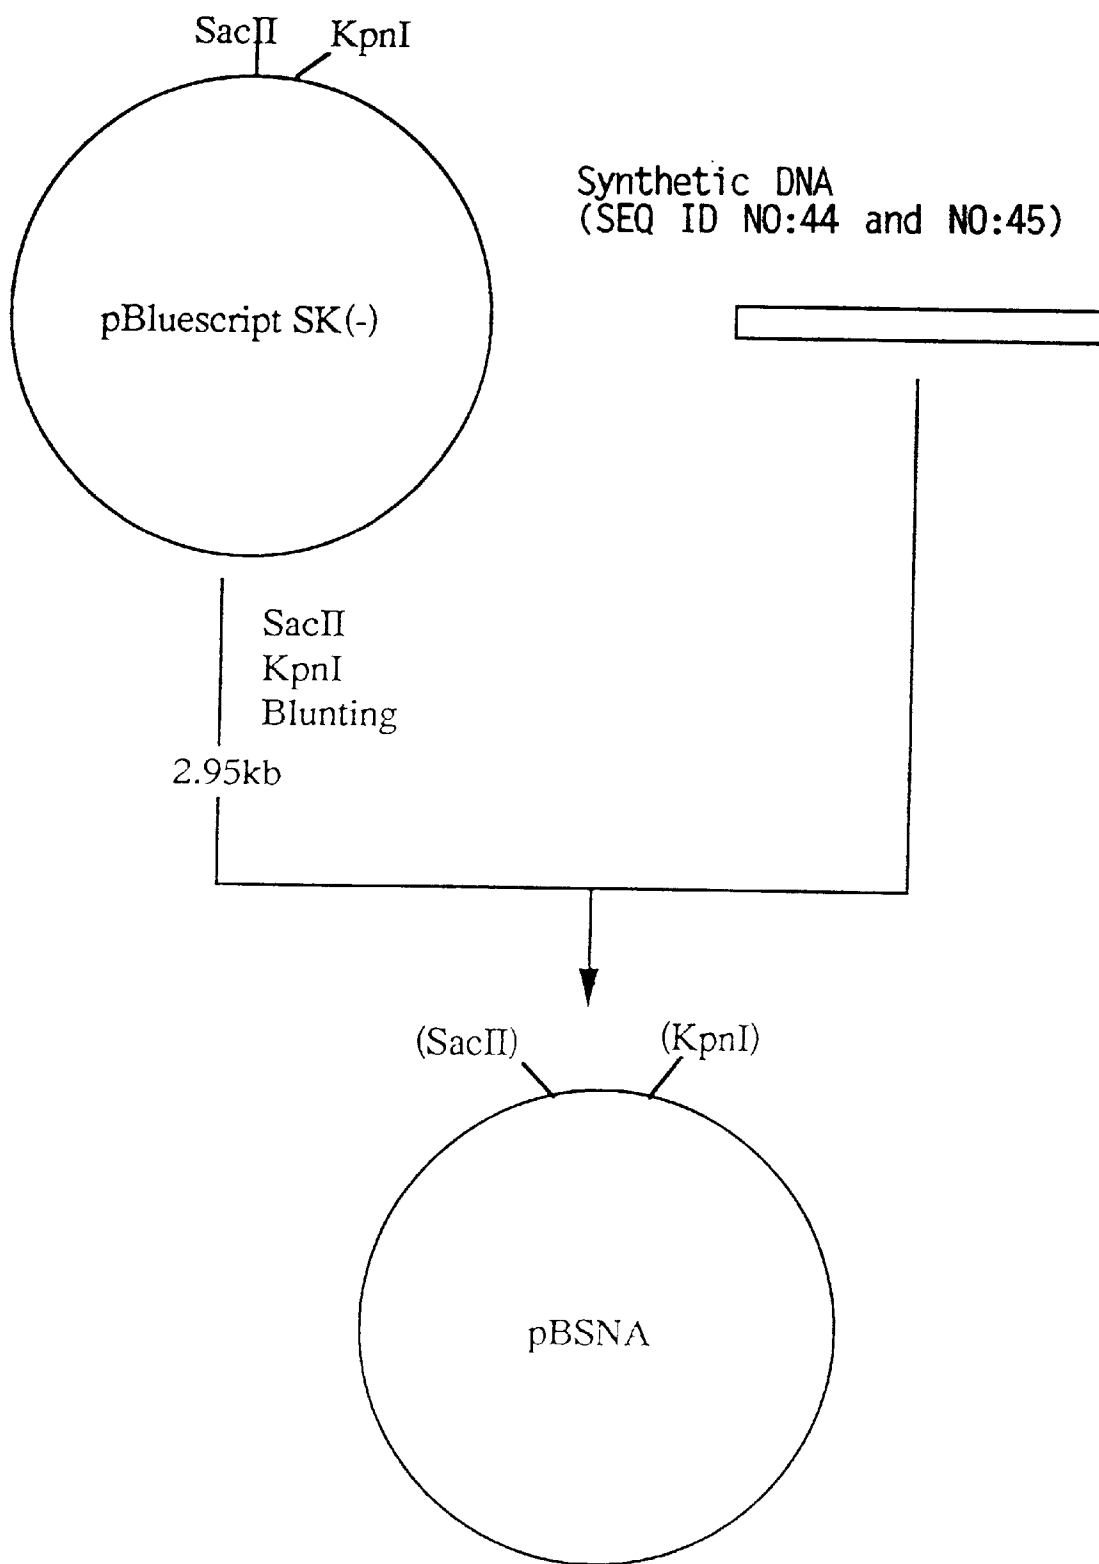 SacII KpnI
Synthetic DNA
(SEQ ID NO:44 and NO:45)
pBluescript SK(-)
SacII
KpnI
Blunting
2.95kb
(SacII) (KpnI)
pBSNA